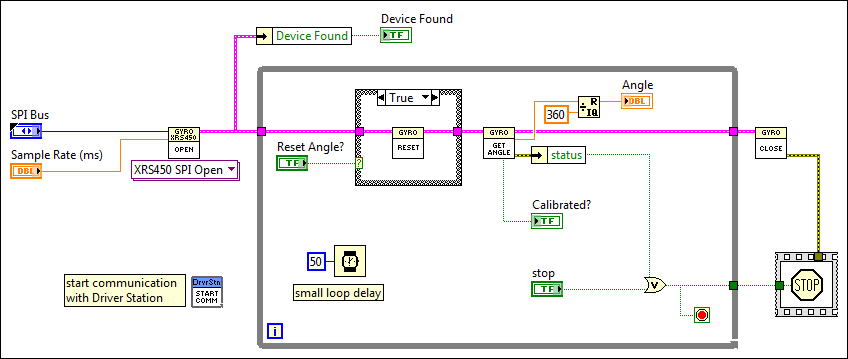 Device Found
Device Found
TF
Angle
True
R
÷
IQ
DBL
360
SPI Bus
GYRO
XRS450
OPEN
GYRO
RESET
GYRO
GET
ANGLE
GYRO
CLOSE
Sample Rate (ms)
DBL
XRS450 SPI Open
Reset Angle?
TF
?
status
Calibrated?
TF
50
small loop delay
stop
TF
V
STOP
start communication
with Driver Station
DrvrStn
START
COMM
i